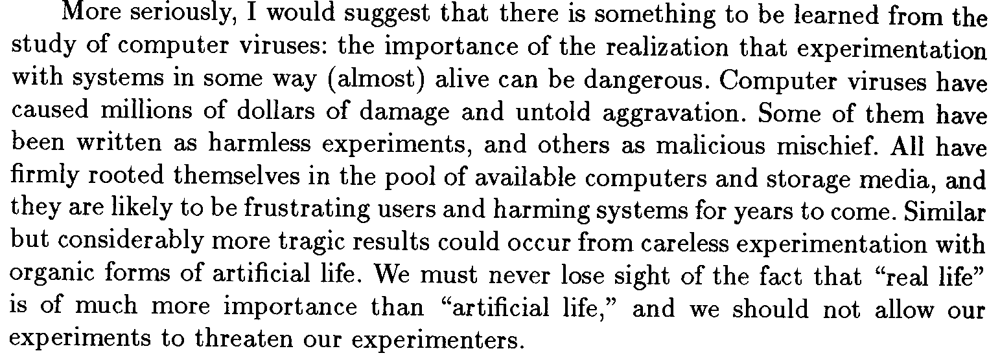 More seriously, I would suggest that there is something to be learned from the
study of computer viruses: the importance of the realization that experimentation
with systems in some way (almost) alive can be dangerous. Computer viruses have
caused millions of dollars of damage and untold aggravation. Some of them have
been written as harmless experiments, and others as malicious mischief. All have
firmly rooted themselves in the pool of available computers and storage media, and
they are likely to be frustrating users and harming systems for years to come. Similar
but considerably more tragic results could occur from careless experimentation with
organic forms of artificial life. We must never lose sight of the fact that “real life”
is of much more importance than “artificial life,” and we should not allow our
experiments to threaten our experimenters.